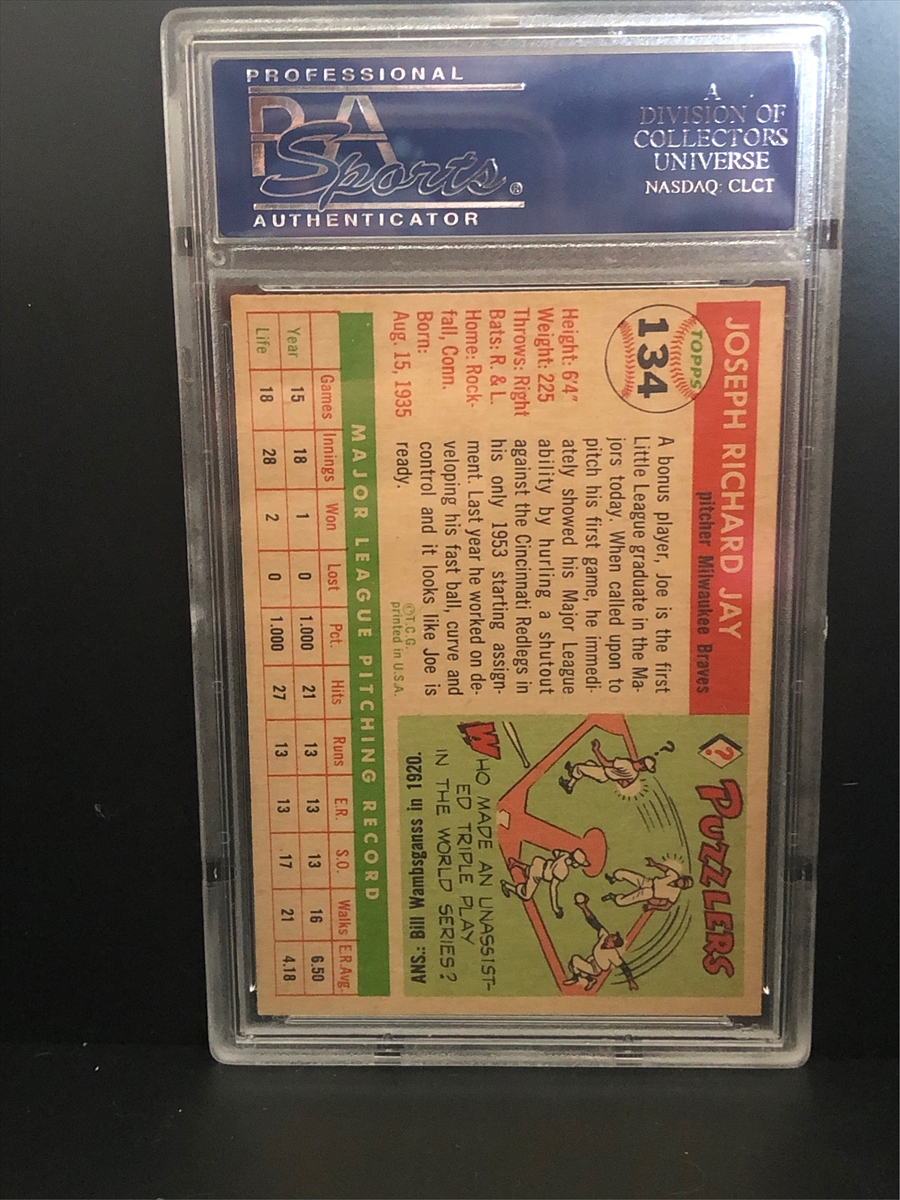 PROFESSIONAL
PSA
Sports®
AUTHENTICATOR
A
DIVISION OF
COLLECTORS
UNIVERSE
NASDAQ: CLCT
TOPPS
134
JOSEPH RICHARD JAY
pitcher Milwaukee Braves
Height: 6'4"
Weight: 225
Throws: Right
Bats: R. & L.
Home: Rock-
fall, Conn.
Born:
Aug. 15, 1935
A bonus player, Joe is the first
Little League graduate in the Ma-
jors today. When called upon to
pitch his first game, he immedi-
ately showed his Major League
ability by hurling a shutout
against the Cincinnati Redlegs in
his only 1953 starting assign-
ment. Last year he worked on de-
veloping his fast ball, curve and
control and it looks like Joe is
ready.
©T.C.G.
printed in U.S.A.
?
PUZZLERS
?
WHO MADE AN UNASSIST-
ED TRIPLE PLAY
IN THE WORLD SERIES?
ANS.: Bill Wambsganss in 1920.
MAJOR LEAGUE PITCHING RECORD
Games Innings Won Lost Pct. Hits Runs E.R. S.O. Walks E.R.Avg.
Year 15 18 1 0 1.000 21 13 13 13 16 6.50
Life 18 28 2 0 1.000 27 13 13 17 21 4.18